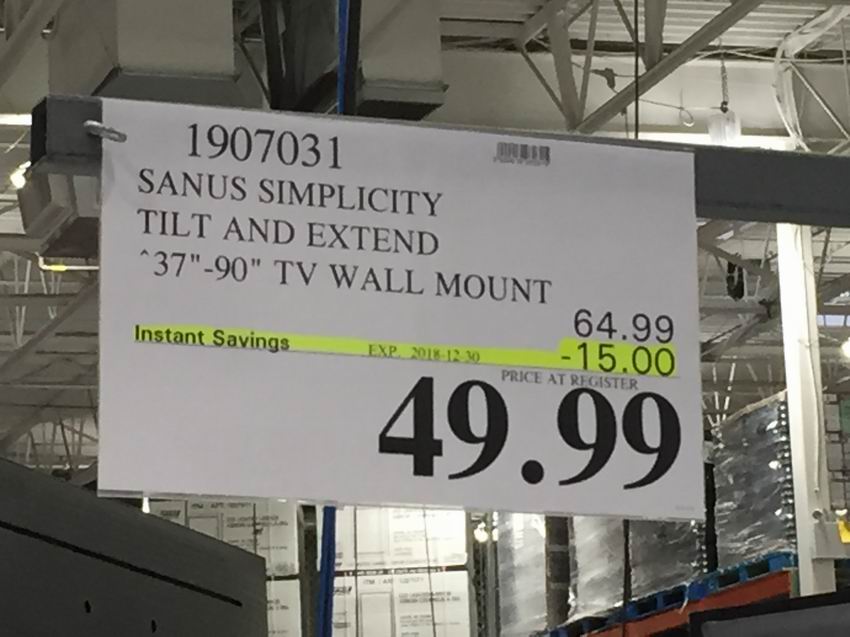 1907031
SANUS SIMPLICITY
TILT AND EXTEND
^37"-90" TV WALL MOUNT
64.99
Instant Savings EXP. 2018-12-30 -15.00
PRICE AT REGISTER
49.99